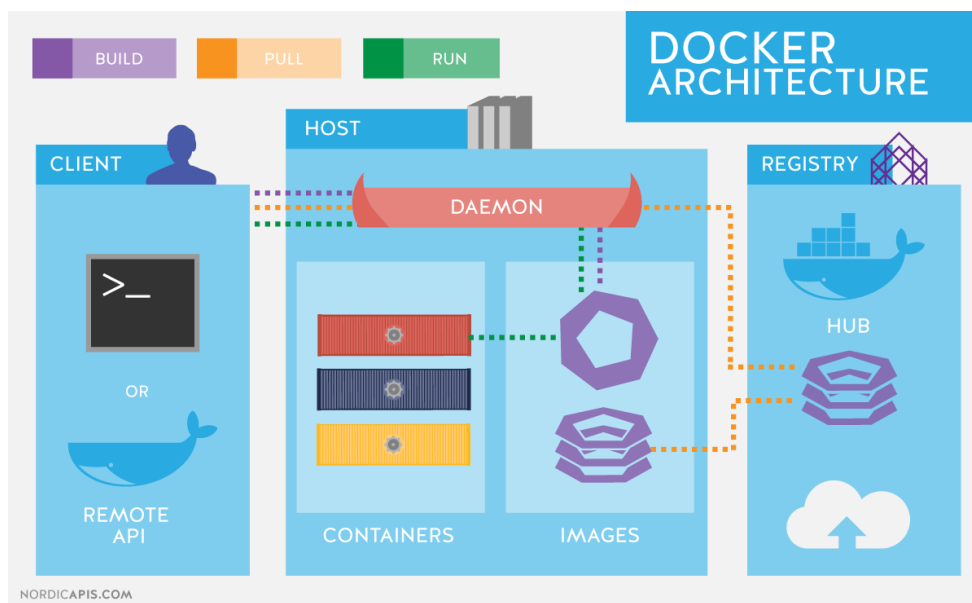 BUILD
PULL
RUN
DOCKER
ARCHITECTURE
CLIENT
HOST
REGISTRY
DAEMON
>_
OR
REMOTE
API
CONTAINERS
IMAGES
HUB
NORDICAPIS.COM